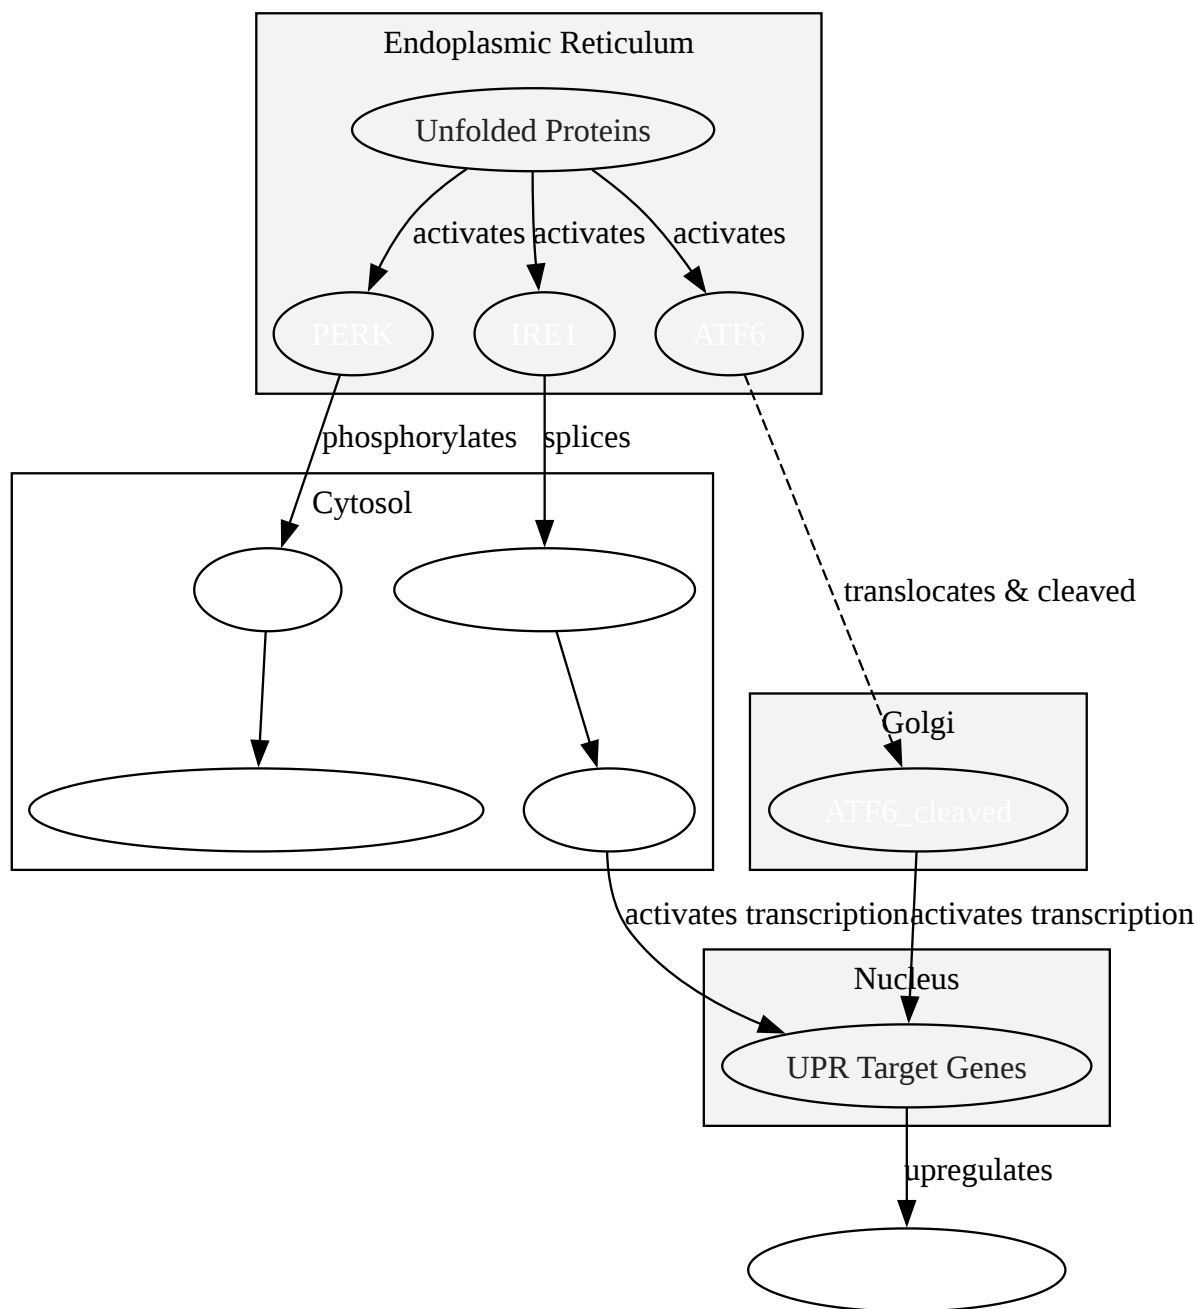 Endoplasmic Reticulum
Unfolded Proteins
activates
activates
activates
PERK
IRE1
ATF6
phosphorylates
splices
Cytosol
translocates & cleaved
Golgi
ATF6_cleaved
activates transcription
activates transcription
Nucleus
UPR Target Genes
upregulates